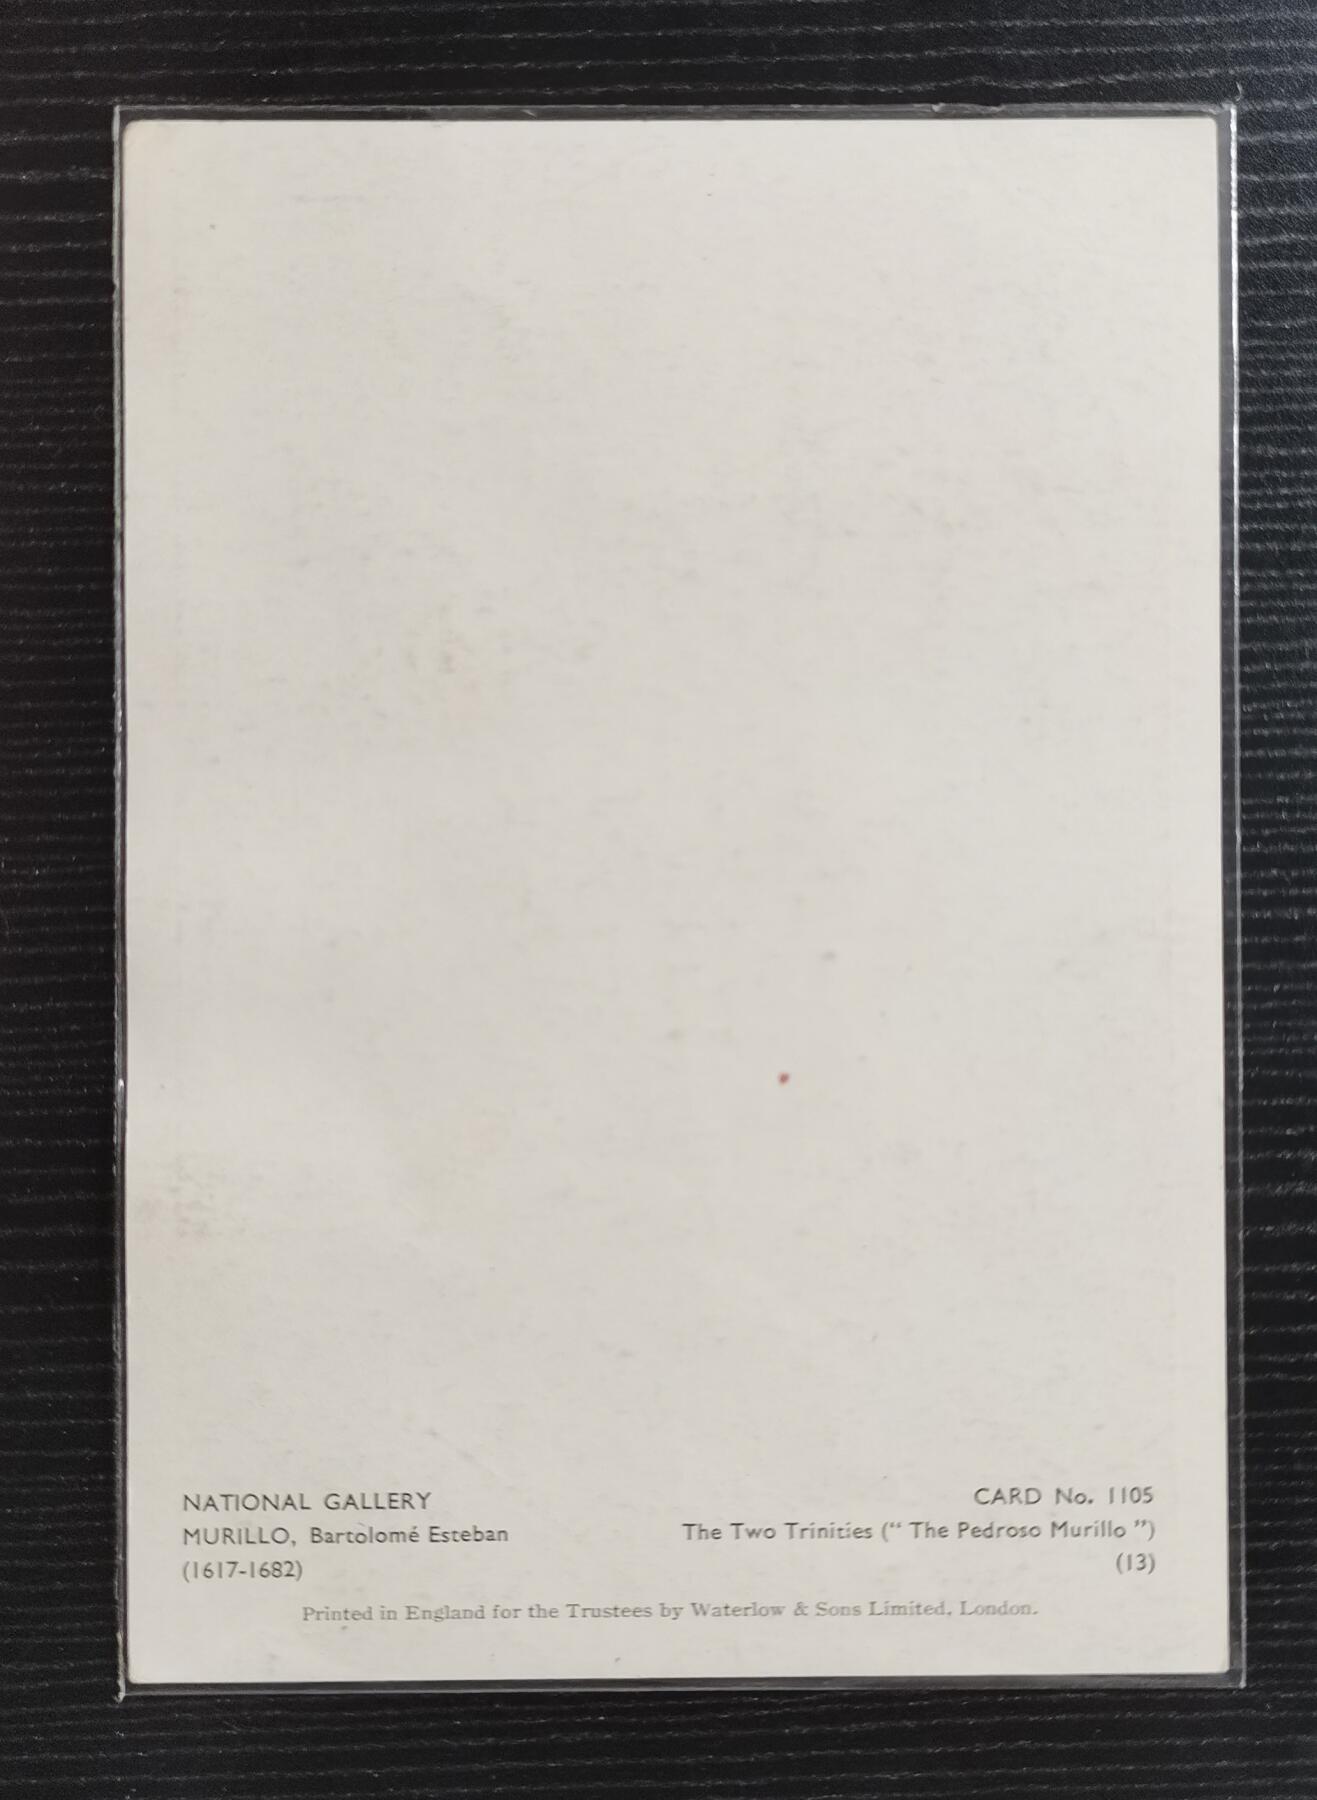 NATIONAL GALLERY
MURILLO, Bartolomé Esteban
(1617-1682)
CARD No. 1105
The Two Trinities (“ The Pedroso Murillo ”)
(13)
Printed in England for the Trustees by Waterlow & Sons Limited, London.